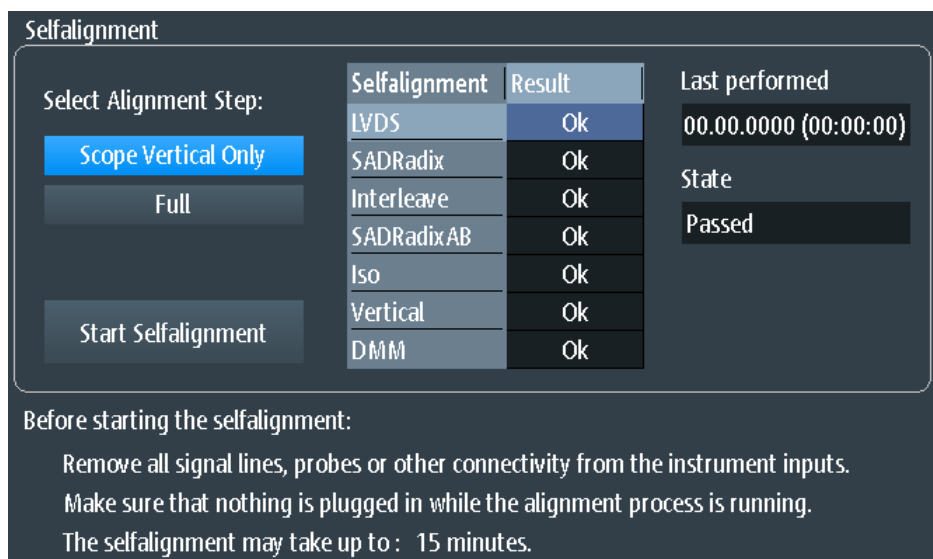 Selfalignment
Select Alignment Step:
Scope Vertical Only
Full
Start Selfalignment
Selfalignment Result
LVDS Ok
SADRadix Ok
Interleave Ok
SADRadixAB Ok
Iso Ok
Vertical Ok
DMM Ok
Last performed
00.00.0000 (00:00:00)
State
Passed
Before starting the selfalignment:
Remove all signal lines, probes or other connectivity from the instrument inputs.
Make sure that nothing is plugged in while the alignment process is running.
The selfalignment may take up to : 15 minutes.